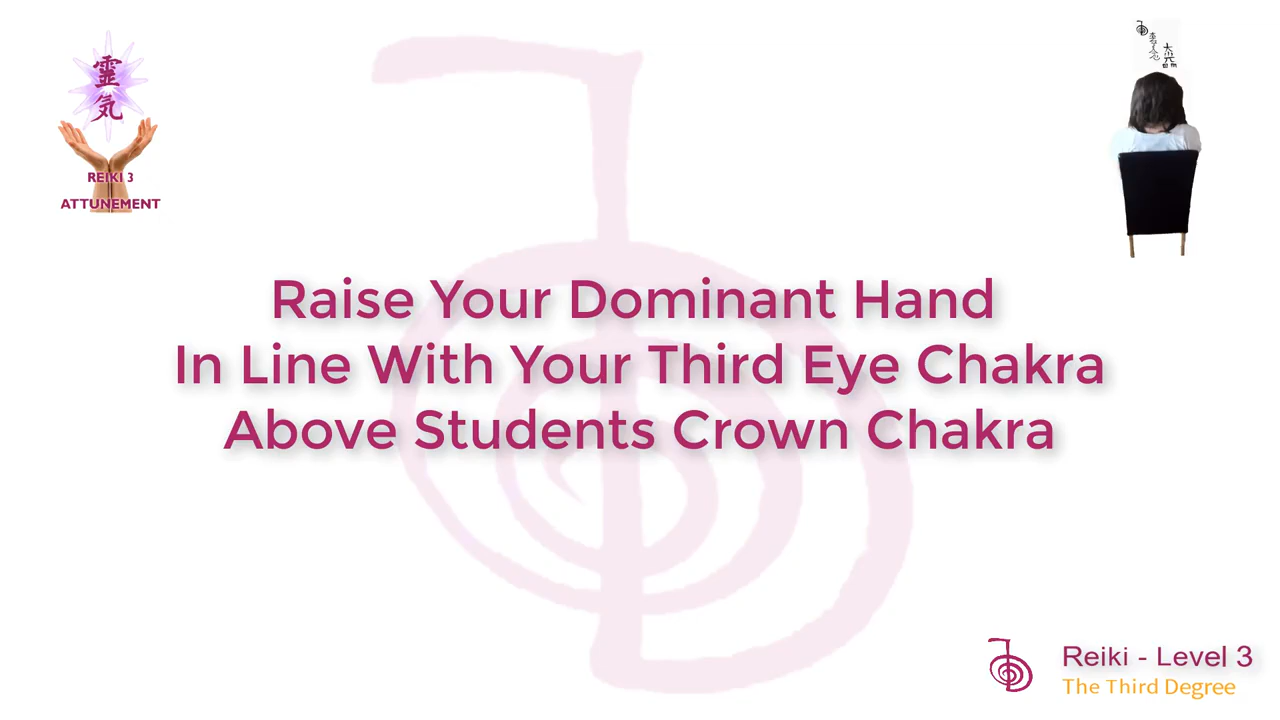 靈
気
REIKI 3
ATTUNEMENT
Raise Your Dominant Hand
In Line With Your Third Eye Chakra
Above Students Crown Chakra
Reiki - Level 3
The Third Degree